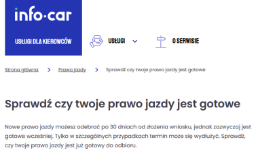 info-car
USŁUGI DLA KIEROWCÓW
USŁUGI
O SERWISIE
Strona główna > Prawo jazdy > Sprawdź czy twoje prawo jazdy jest gotowe
Sprawdź czy twoje prawo jazdy jest gotowe
Nowe prawo jazdy możesz odebrać po 30 dniach od złożenia wniosku, jednak zazwyczaj jest
gotowe wcześniej. Tylko w szczególnych przypadkach termin może się wydłużyć. Sprawdź,
czy twoje prawo jazdy jest już gotowy do odbioru.